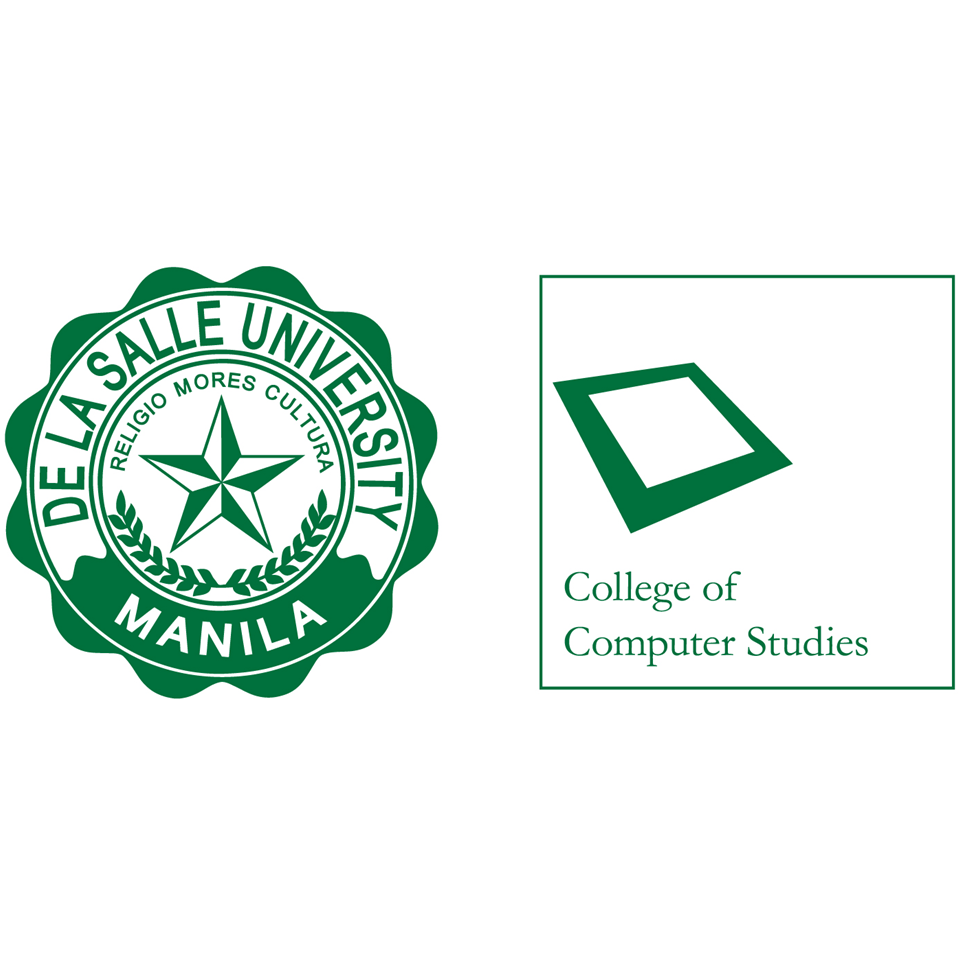 DE LA SALLE UNIVERSITY
RELIGIO MORES CULTURA
MANILA
College of
Computer Studies